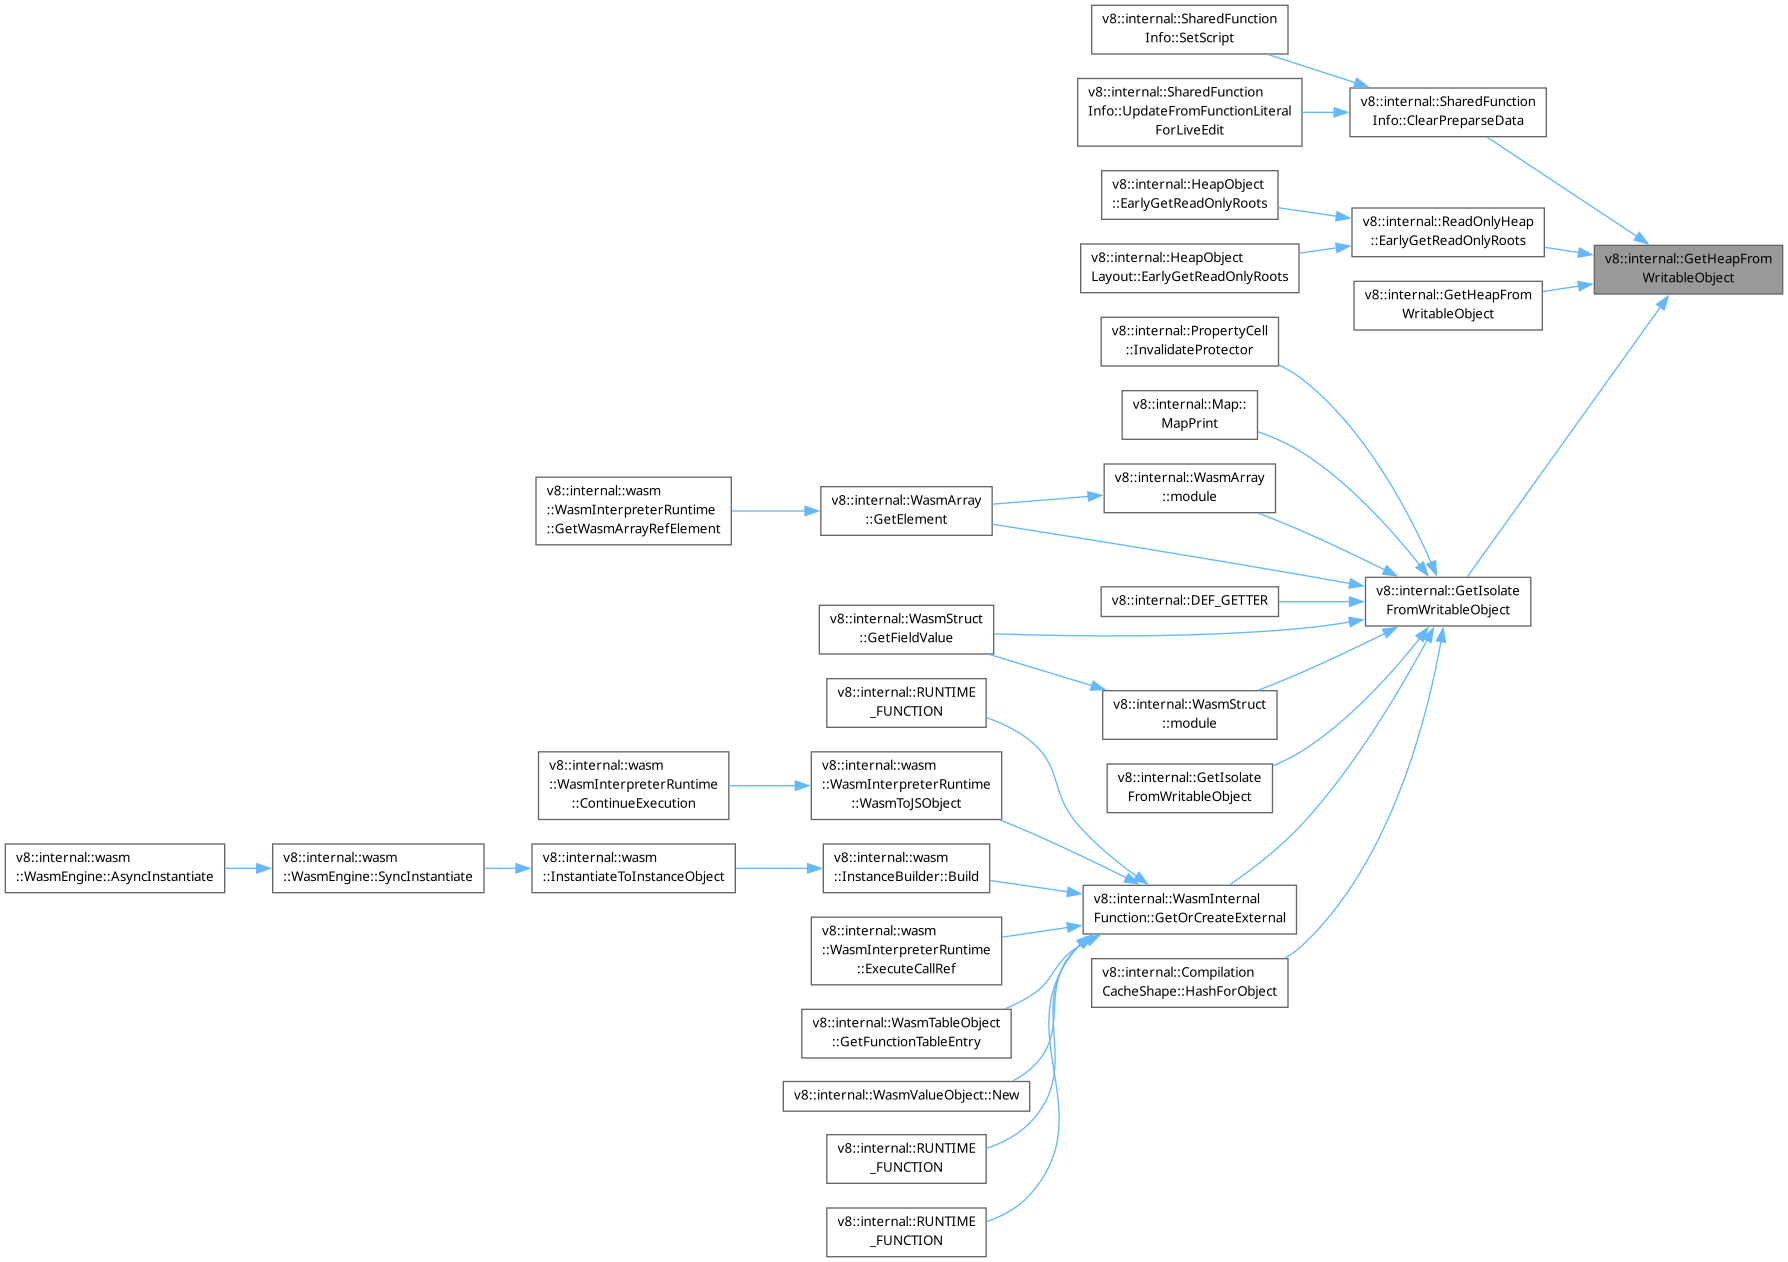 v8::internal::SharedFunction
Info::SetScript
v8::internal::SharedFunction
Info::UpdateFromFunctionLiteral
ForLiveEdit
v8::internal::SharedFunction
Info::ClearPreparseData
v8::internal::HeapObject
::EarlyGetReadOnlyRoots
v8::internal::ReadOnlyHeap
::EarlyGetReadOnlyRoots
v8::internal::HeapObject
Layout::EarlyGetReadOnlyRoots
v8::internal::GetHeapFrom
WritableObject
v8::internal::GetHeapFrom
WritableObject
v8::internal::PropertyCell
::InvalidateProtector
v8::internal::Map::
MapPrint
v8::internal::WasmArray
::module
v8::internal::wasm
::WasmInterpreterRuntime
::GetWasmArrayRefElement
v8::internal::WasmArray
::GetElement
v8::internal::DEF_GETTER
v8::internal::GetIsolate
FromWritableObject
v8::internal::WasmStruct
::GetFieldValue
v8::internal::RUNTIME
_FUNCTION
v8::internal::WasmStruct
::module
v8::internal::wasm
::WasmInterpreterRuntime
::ContinueExecution
v8::internal::wasm
::WasmInterpreterRuntime
::WasmToJSObject
v8::internal::GetIsolate
FromWritableObject
v8::internal::wasm
::WasmEngine::AsyncInstantiate
v8::internal::wasm
::WasmEngine::SyncInstantiate
v8::internal::wasm
::InstantiateToInstanceObject
v8::internal::wasm
::InstanceBuilder::Build
v8::internal::WasmInternal
Function::GetOrCreateExternal
v8::internal::wasm
::WasmInterpreterRuntime
::ExecuteCallRef
v8::internal::Compilation
CacheShape::HashForObject
v8::internal::WasmTableObject
::GetFunctionTableEntry
v8::internal::WasmValueObject::New
v8::internal::RUNTIME
_FUNCTION
v8::internal::RUNTIME
_FUNCTION